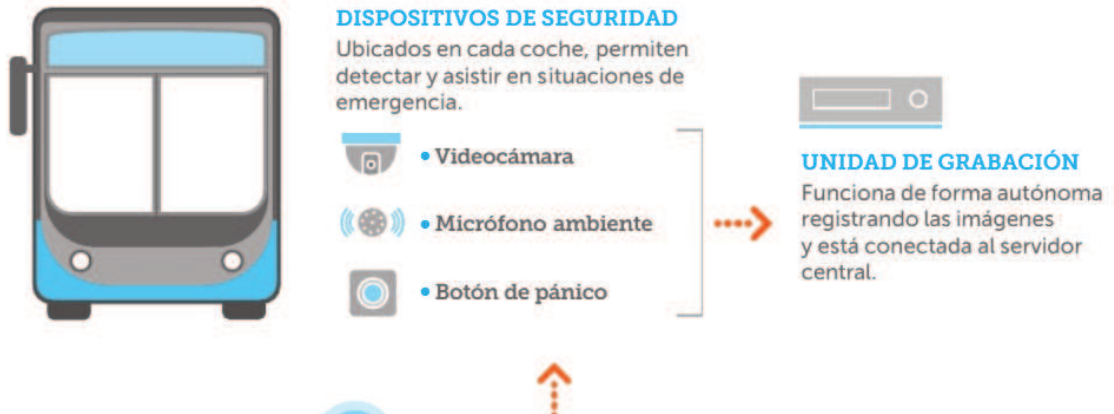 DISPOSITIVOS DE SEGURIDAD
Ubicados en cada coche, permiten
detectar y asistir en situaciones de
emergencia.
• Videocámara
• Micrófono ambiente
• Botón de pánico
UNIDAD DE GRABACIÓN
Funciona de forma autónoma
registrando las imágenes
y está conectada al servidor
central.